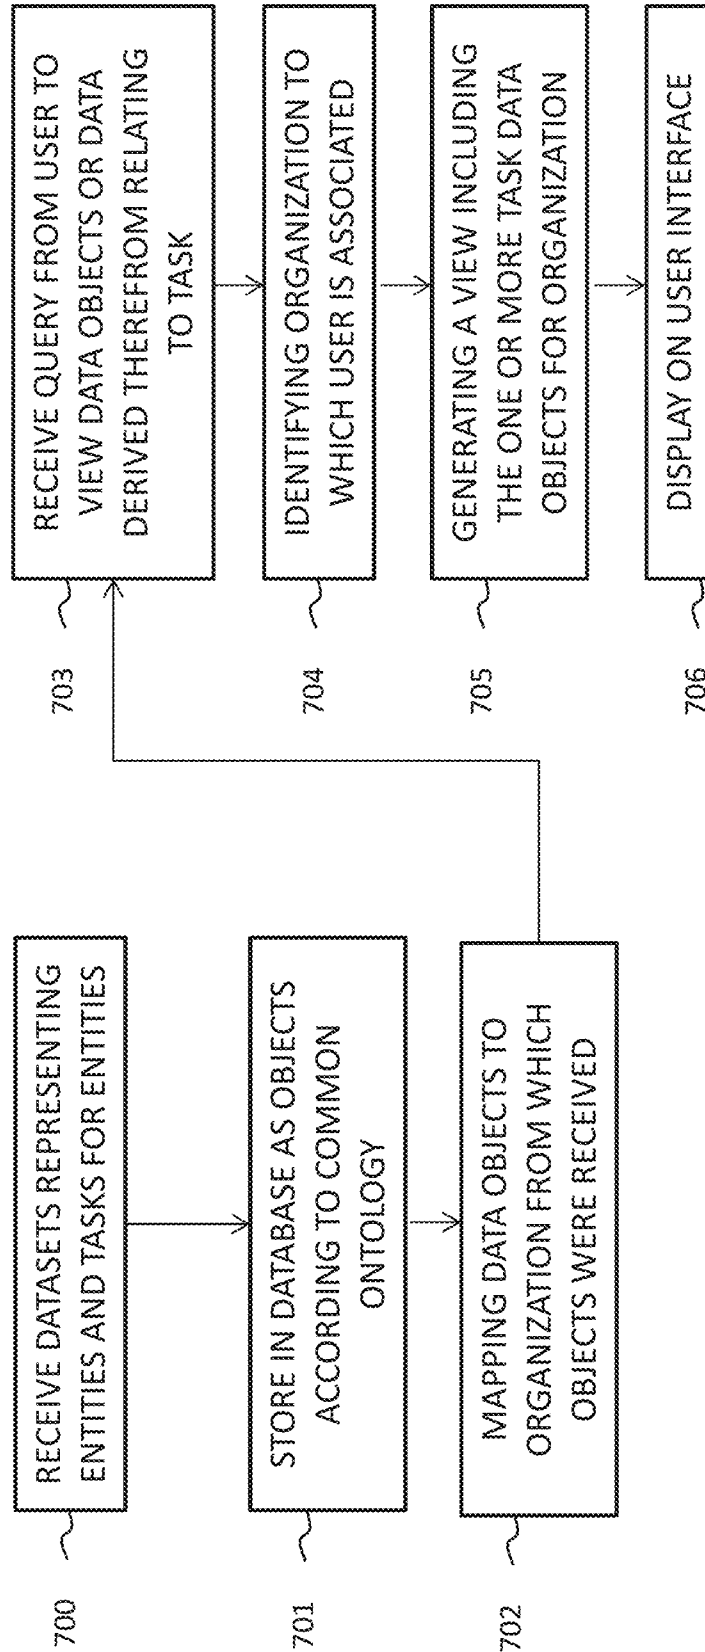 700
RECEIVE DATASETS REPRESENTING
ENTITIES AND TASKS FOR ENTITIES
701
STORE IN DATABASE AS OBJECTS
ACCORDING TO COMMON
ONTOLOGY
702
MAPPING DATA OBJECTS TO
ORGANIZATION FROM WHICH
OBJECTS WERE RECEIVED
703
RECEIVE QUERY FROM USER TO
VIEW DATA OBJECTS OR DATA
DERIVED THEREFROM RELATING
TO TASK
704
IDENTIFYING ORGANIZATION TO
WHICH USER IS ASSOCIATED
705
GENERATING A VIEW INCLUDING
THE ONE OR MORE TASK DATA
OBJECTS FOR ORGANIZATION
706
DISPLAY ON USER INTERFACE